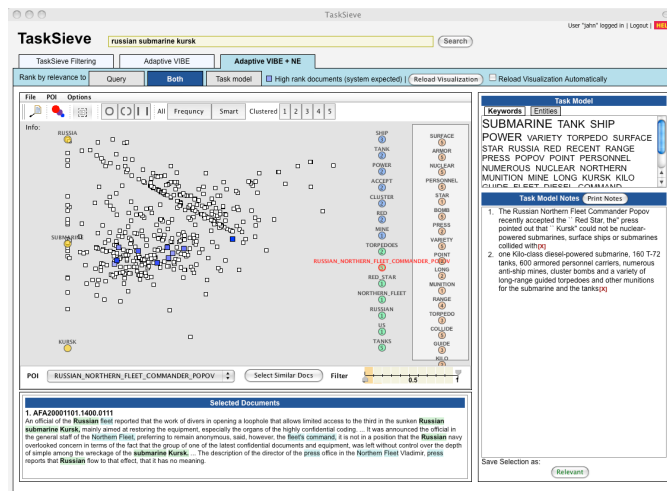 TaskSieve
User "jahn" logged in | Logout | HEL
TaskSieve
russian submarine kursk
Search
TaskSieve Filtering
Adaptive VIBE
Adaptive VIBE + NE
Rank by relevance to
Query
Both
Task model
High rank documents (system expected) |
Reload Visualization
Reload Visualization Automatically
File POI Options
All Frequncy Smart Clustered 1 2 3 4 5
Info:
RUSSIA
SUBMARINE
KURSK
SHIP
TANK
POWER
ACCEPT
CLUSTER
RED
MINE
TORPEDOES
RUSSIAN_NORTHERN_FLEET_COMMANDER_POPOV
RED_STAR
NORTHERN_FLEET
RUSSIAN
US
TANKS
SURFACE
ARMOR
NUCLEAR
PERSONNEL
STAR
BOMB
PRESS
VARIETY
POINT
LONG
MUNITION
RANGE
TORPEDO
COLLIDE
GUIDE
KILO
POI
RUSSIAN_NORTHERN_FLEET_COMMANDER_POPOV
Select Similar Docs
Filter
0.5
1
Selected Documents
1. AFA20001101.1400.0111
An official of the Russian fleet reported that the work of divers in opening a loophole that allows limited access to the third in the sunken Russian
submarine Kursk, mainly aimed at restoring the equipment, especially the organs of the highly confidential coding. ... It was announced the official in
the general staff of the Northern Fleet, preferring to remain anonymous, said, however, the fleet's command, it is not in a position that the Russian navy
overlooked concern in terms of the fact that the group of one of the latest confidential documents and equipment, was left without control over the depth
of simple among the wreckage of the submarine Kursk. ... The description of the director of the press office in the Northern Fleet Vladimir, press
reports that Russian flow to that effect, that it has no meaning.
Task Model
Keywords Entities
SUBMARINE TANK SHIP
POWER VARIETY TORPEDO SURFACE
STAR RUSSIA RED RECENT RANGE
PRESS POPOV POINT PERSONNEL
NUMEROUS NUCLEAR NORTHERN
MUNITION MINE LONG KURSK KILO
GUIDE FLEET DIESEL COMMAND
Task Model Notes Print Notes
1. The Russian Northern Fleet Commander Popov
recently accepted the `` Red Star, the" press
pointed out that `` Kursk" could not be nuclear-
powered submarines, surface ships or submarines
collided with[X]
2. one Kilo-class diesel-powered submarine, 160 T-72
tanks, 600 armored personnel carriers, numerous
anti-ship mines, cluster bombs and a variety of
long-range guided torpedoes and other munitions
for the submarine and the tanks[X]
Save Selection as:
Relevant